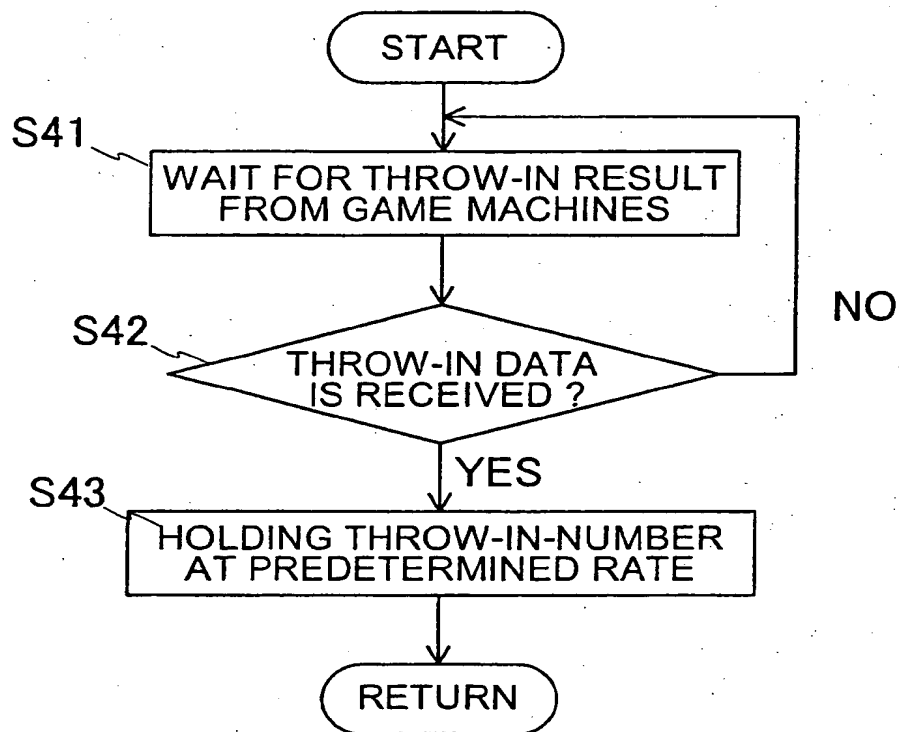 START
S41
WAIT FOR THROW-IN RESULT
FROM GAME MACHINES
NO
S42
THROW-IN DATA
IS RECEIVED ?
YES
S43
HOLDING THROW-IN-NUMBER
AT PREDETERMINED RATE
RETURN